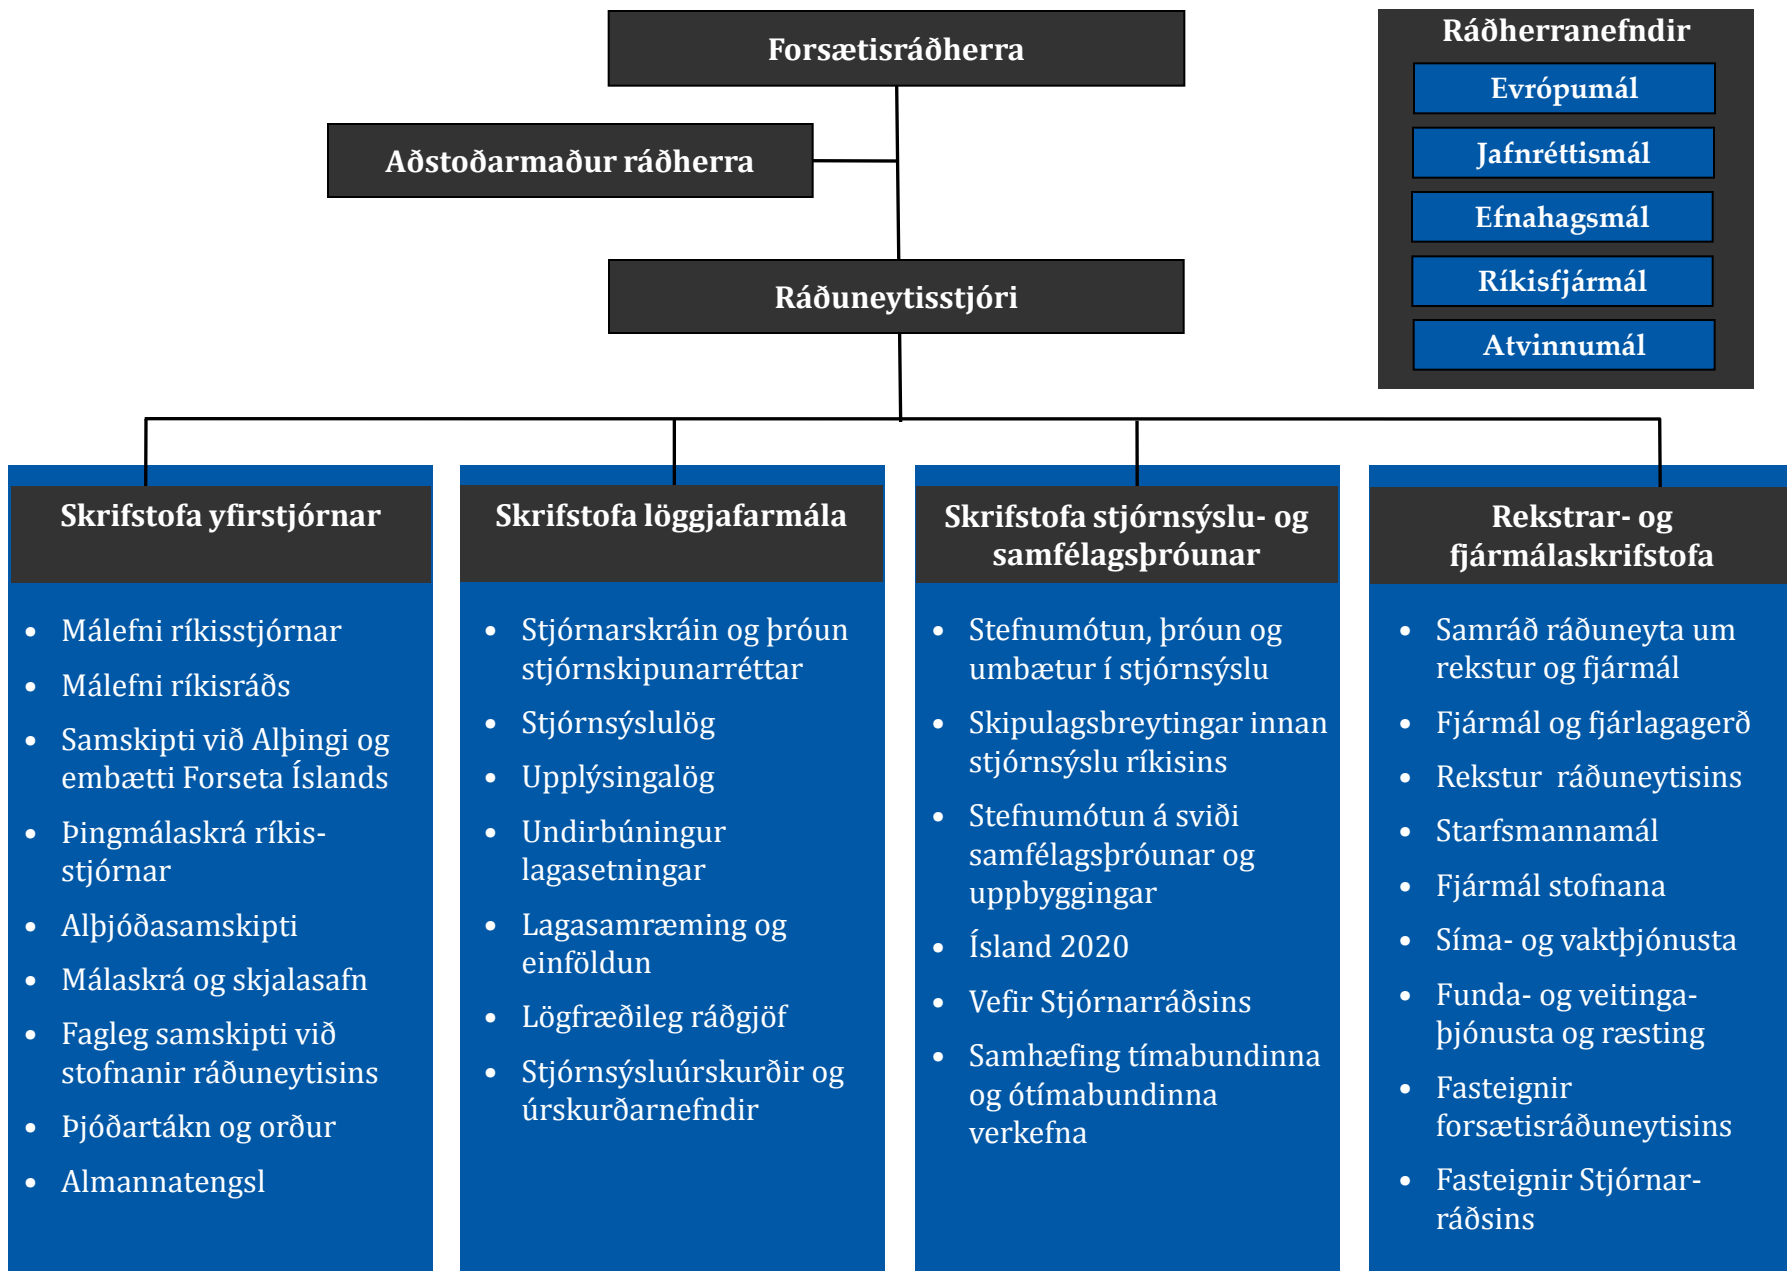 Forsætisráðherra
Aðstoðarmaður ráðherra
Ráðuneytisstjóri
Ráðherranefndir
Evrópumál
Jafnréttismál
Efnahagsmál
Ríkisfjármál
Atvinnumál
Skrifstofa yfirstjórnar
• Málefni ríkisstjórnar
• Málefni ríkisráðs
• Samskipti við Alþingi og
embætti Forseta Íslands
• Þingmálaskrá ríkis-
stjórnar
• Alþjóðasamskipti
• Málaskrá og skjalasafn
• Fagleg samskipti við
stofnanir ráðuneytisins
• Þjóðartákn og orður
• Almannatengsl
Skrifstofa löggjafarmála
• Stjórnarskráin og þróun
stjórnskipunarréttar
• Stjórnsýslulög
• Upplýsingalög
• Undirbúningur
lagasetningar
• Lagasamræming og
einföldun
• Lögfræðileg ráðgjöf
• Stjórnsýsluúrskurðir og
úrskurðarnefndir
Skrifstofa stjórnsýslu- og
samfélagsþróunar
• Stefnumótun, þróun og
umbætur í stjórnsýslu
• Skipulagsbreytingar innan
stjórnsýslu ríkisins
• Stefnumótun á sviði
samfélagsþróunar og
uppbyggingar
• Ísland 2020
• Vefir Stjórnarráðsins
• Samhæfing tímabundinna
og ótímabundinna
verkefna
Rekstrar- og
fjármálaskrifstofa
• Samráð ráðuneyta um
rekstur og fjármál
• Fjármál og fjárlagagerð
• Rekstur ráðuneytisins
• Starfsmannamál
• Fjármál stofnana
• Síma- og vaktþjónusta
• Funda- og veitinga-
þjónusta og ræsting
• Fasteignir
forsætisráðuneytisins
• Fasteignir Stjórnar-
ráðsins